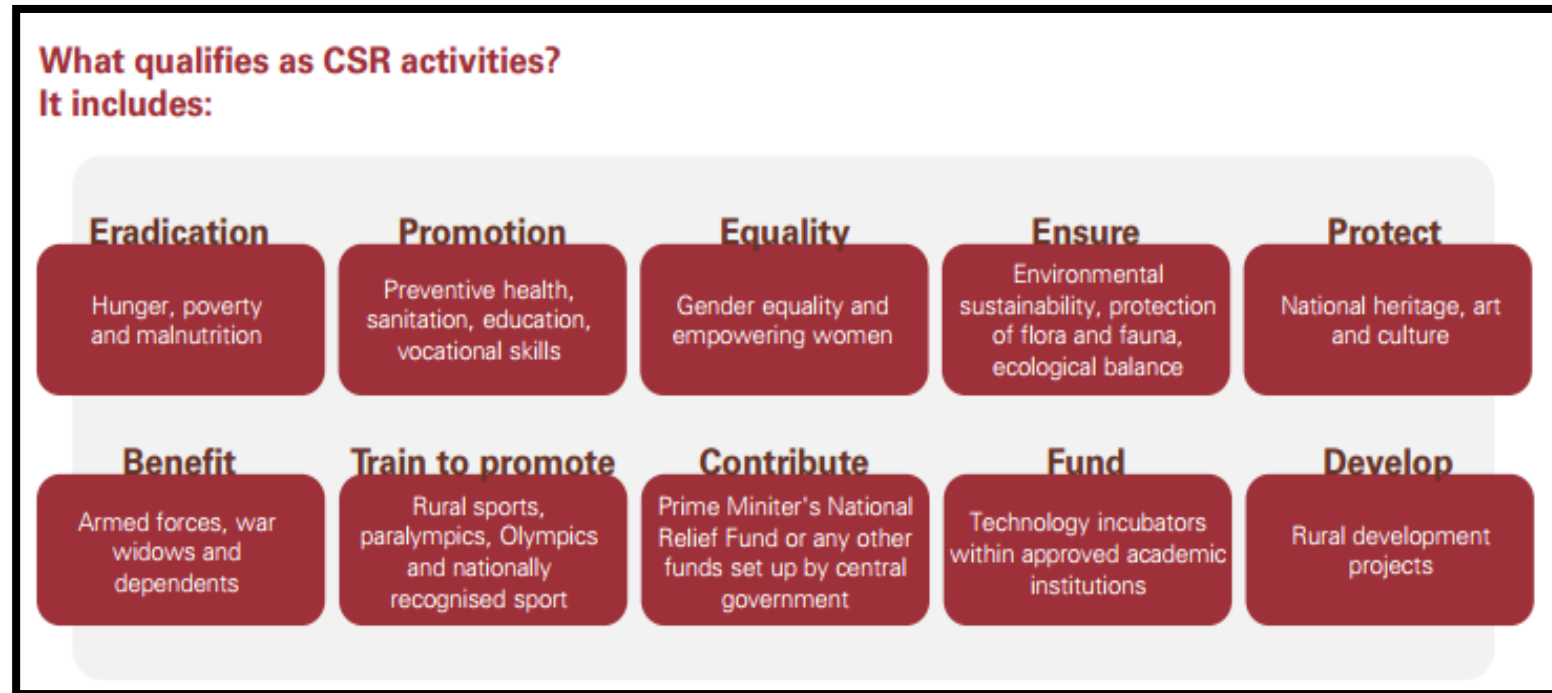 What qualifies as CSR activities?
It includes:
Eradication
Hunger, poverty
and malnutrition
Promotion
Preventive health,
sanitation, education,
vocational skills
Equality
Gender equality and
empowering women
Ensure
Environmental
sustainability, protection
of flora and fauna,
ecological balance
Protect
National heritage, art
and culture
Benefit
Armed forces, war
widows and
dependents
Train to promote
Rural sports,
paralympics, Olympics
and nationally
recognised sport
Contribute
Prime Miniter's National
Relief Fund or any other
funds set up by central
government
Fund
Technology incubators
within approved academic
institutions
Develop
Rural development
projects